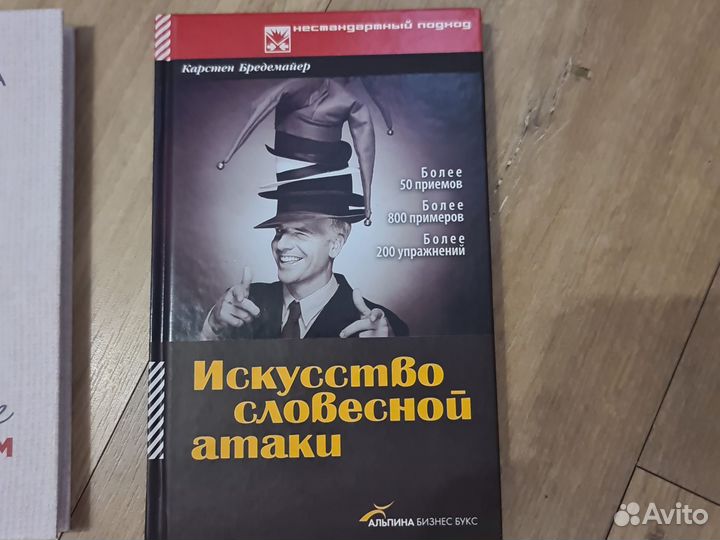 нестандартный подход
Карстен Бредемайер
Более
50 приемов
Более
800 примеров
Более
200 упражнений
Искусство
словесной
атаки
АЛЬПИНА БИЗНЕС БУКС
А
е
м
Avito